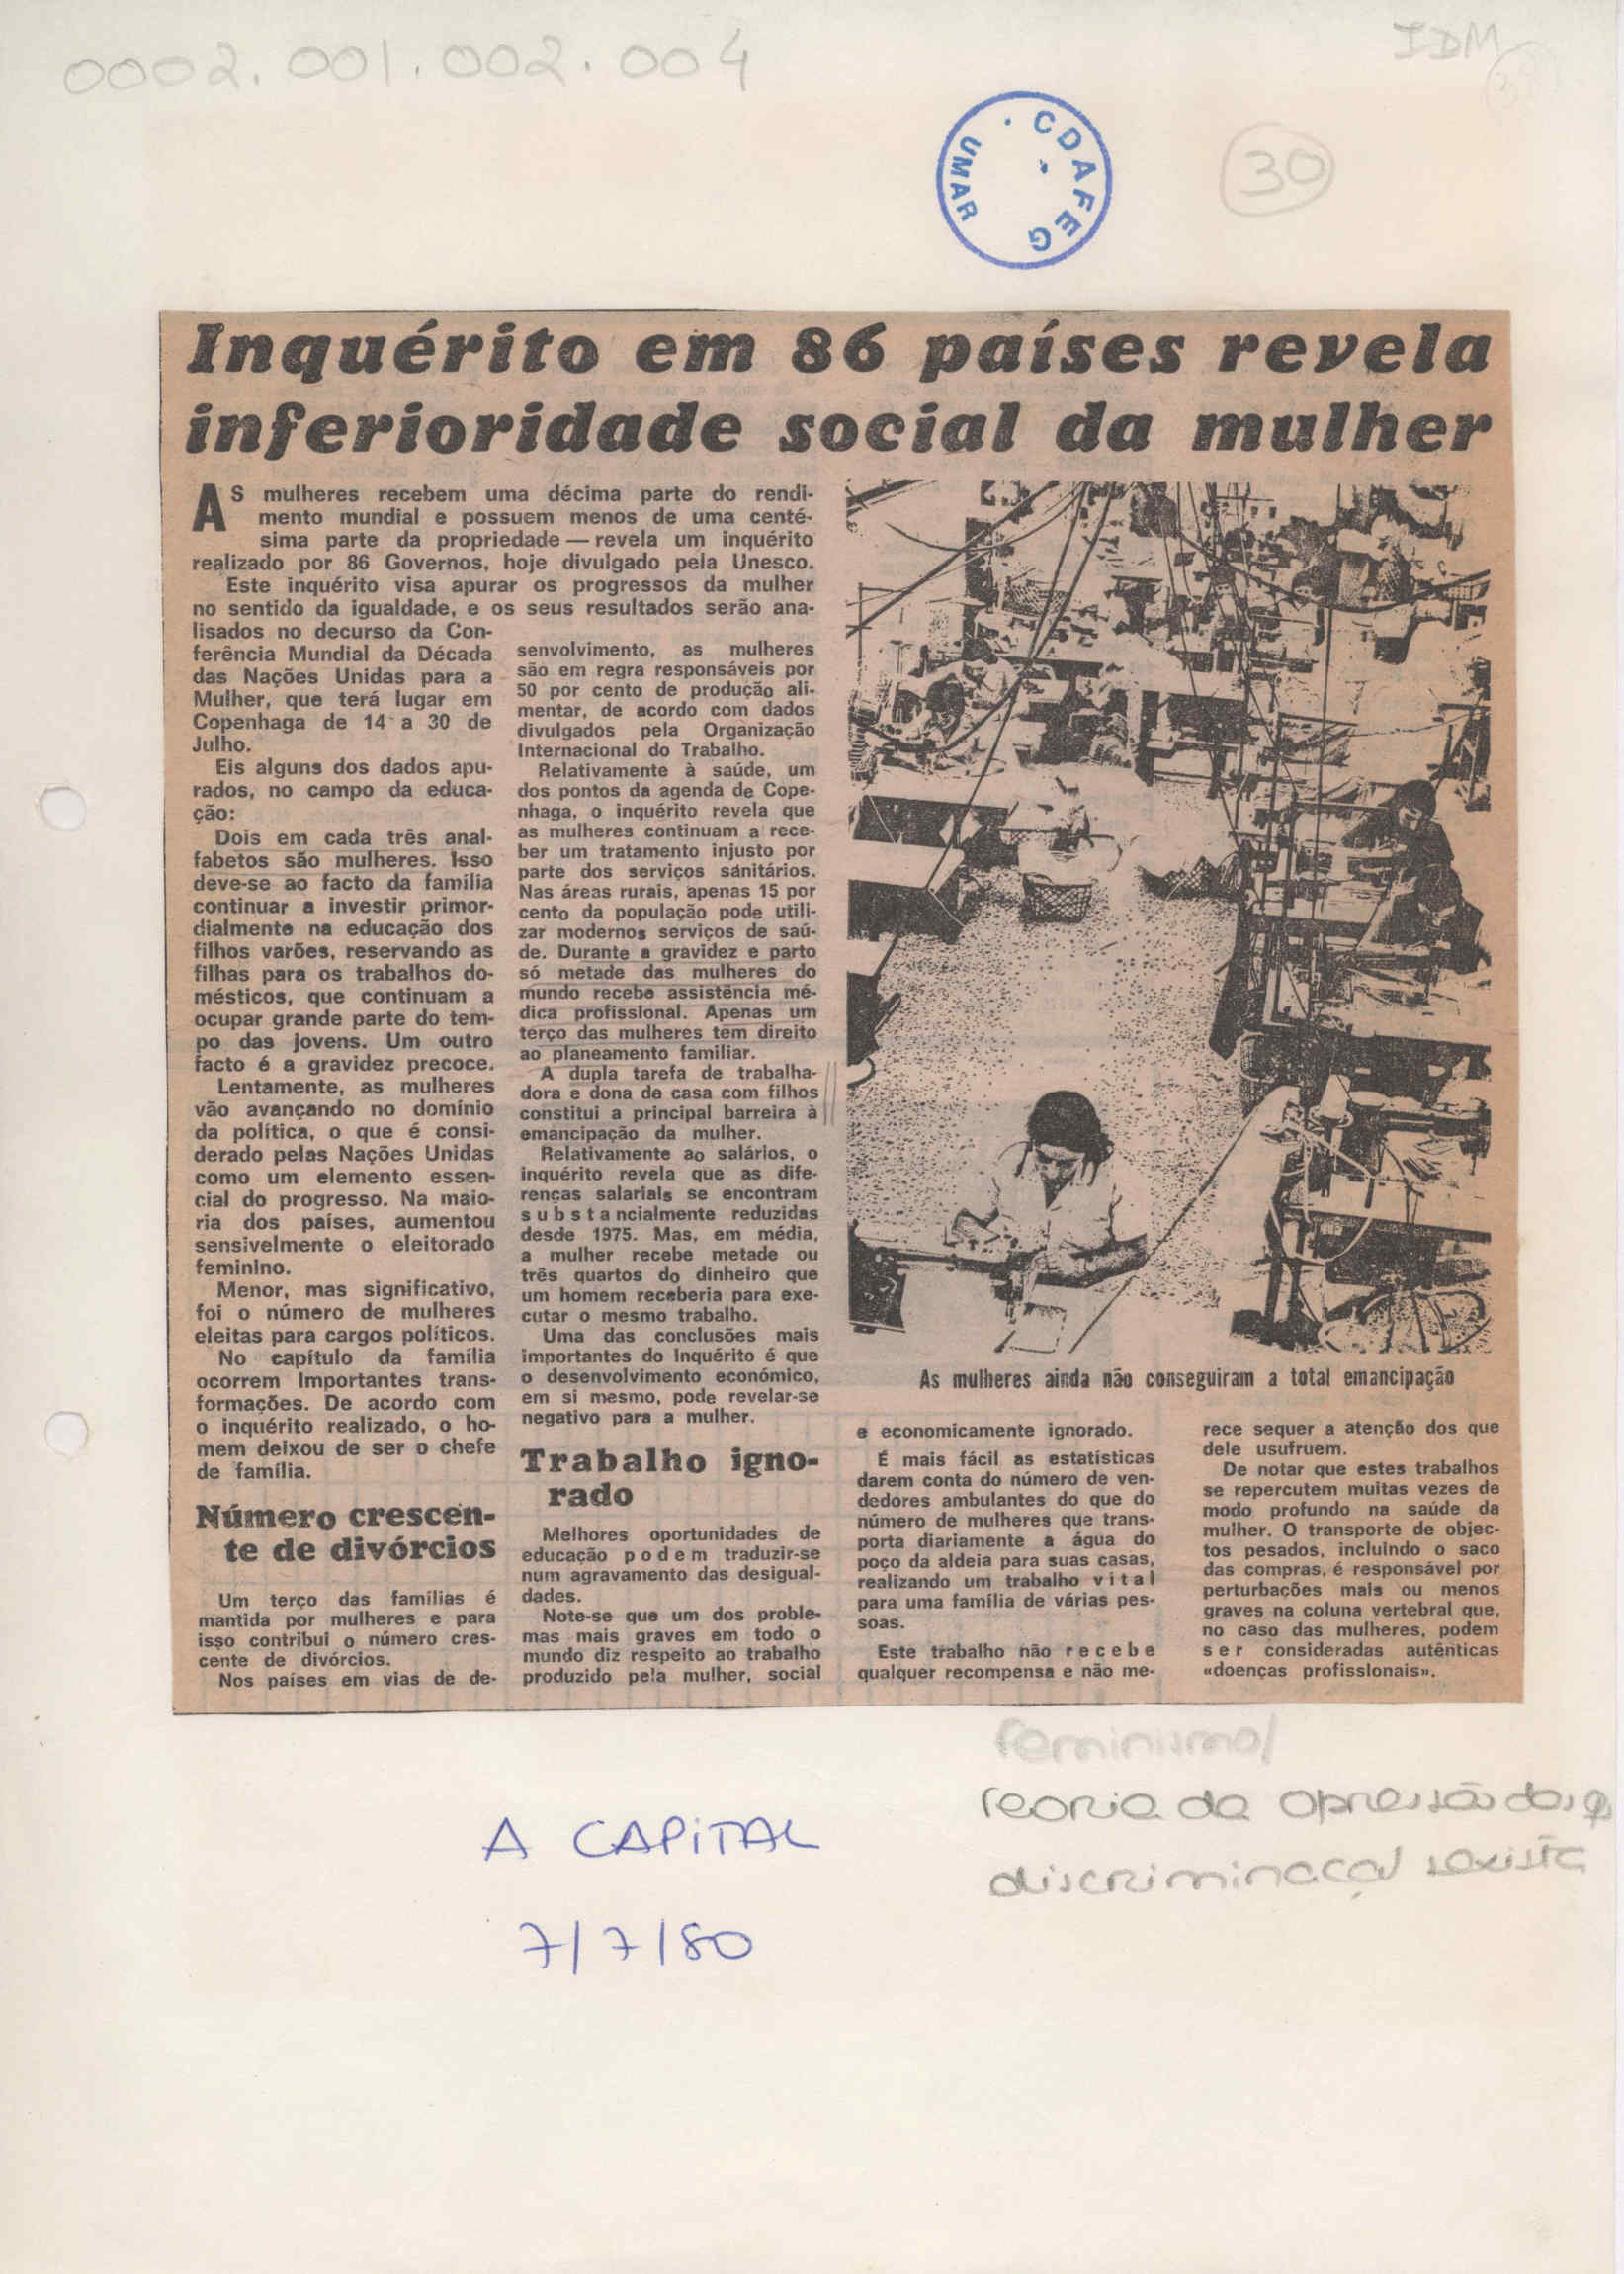 0002.001.002.004
IDM
CDAFEG
UMAR
30
Inquérito em 86 países revela
inferioridade social da mulher
AS mulheres recebem uma décima parte do rendi-
mento mundial e possuem menos de uma centé-
sima parte da propriedade — revela um inquérito
realizado por 86 Governos, hoje divulgado pela Unesco.
Este inquérito visa apurar os progressos da mulher
no sentido da igualdade, e os seus resultados serão ana-
lisados no decurso da Con-
ferência Mundial da Década
das Nações Unidas para a
Mulher, que terá lugar em
Copenhaga de 14 a 30 de
Julho.
Eis alguns dos dados apu-
rados, no campo da educa-
ção:
Dois em cada três anal-
fabetos são mulheres. Isso
deve-se ao facto da família
continuar a investir primor-
dialmente na educação dos
filhos varões, reservando as
filhas para os trabalhos do-
mésticos, que continuam a
ocupar grande parte do tem-
po das jovens. Um outro
facto é a gravidez precoce.
Lentamente, as mulheres
vão avançando no domínio
da política, o que é consi-
derado pelas Nações Unidas
como um elemento essen-
cial do progresso. Na maio-
ria dos países, aumentou
sensivelmente o eleitorado
feminino.
Menor, mas significativo,
foi o número de mulheres
eleitas para cargos políticos.
No capítulo da família
ocorrem importantes trans-
formações. De acordo com
o inquérito realizado, o ho-
mem deixou de ser o chefe
de família.
Número crescen-
te de divórcios
Um terço das famílias é
mantida por mulheres e para
isso contribui o número cres-
cente de divórcios.
Nos países em vias de de-
senvolvimento, as mulheres
são em regra responsáveis por
50 por cento de produção ali-
mentar, de acordo com dados
divulgados pela Organização
Internacional do Trabalho.
Relativamente à saúde, um
dos pontos da agenda de Cope-
nhaga, o inquérito revela que
as mulheres continuam a rece-
ber um tratamento injusto por
parte dos serviços sanitários.
Nas áreas rurais, apenas 15 por
cento da população pode utili-
zar modernos serviços de saú-
de. Durante a gravidez e parto
só metade das mulheres do
mundo recebe assistência mé-
dica profissional. Apenas um
terço das mulheres têm direito
ao planeamento familiar.
A dupla tarefa de trabalha-
dora e dona de casa com filhos
constitui a principal barreira à
emancipação da mulher.
Relativamente ao salários, o
inquérito revela que as dife-
renças salariais se encontram
substancialmente reduzidas
desde 1975. Mas, em média,
a mulher recebe metade ou
três quartos do dinheiro que
um homem receberia para exe-
cutar o mesmo trabalho.
Uma das conclusões mais
importantes do Inquérito é que
o desenvolvimento económico,
em si mesmo, pode revelar-se
negativo para a mulher.
Trabalho igno-
rado
Melhores oportunidades de
educação podem traduzir-se
num agravamento das desigual-
dades.
Note-se que um dos proble-
mas mais graves em todo o
mundo diz respeito ao trabalho
produzido pela mulher, social
As mulheres ainda não conseguiram a total emancipação
e economicamente ignorado.
É mais fácil as estatísticas
darem conta do número de ven-
dedores ambulantes do que do
número de mulheres que trans-
porta diariamente a água do
poço da aldeia para suas casas,
realizando um trabalho vital
para uma família de várias pes-
soas.
Este trabalho não recebe
qualquer recompensa e não me-
rece sequer a atenção dos que
dele usufruem.
De notar que estes trabalhos
se repercutem muitas vezes de
modo profundo na saúde da
mulher. O transporte de objec-
tos pesados, incluindo o saco
das compras, é responsável por
perturbações mais ou menos
graves na coluna vertebral que,
no caso das mulheres, podem
ser consideradas autênticas
«doenças profissionais».
feminismo/
teoria da opressão das ♀
discriminação sexista
A CAPITAL
7/7/80